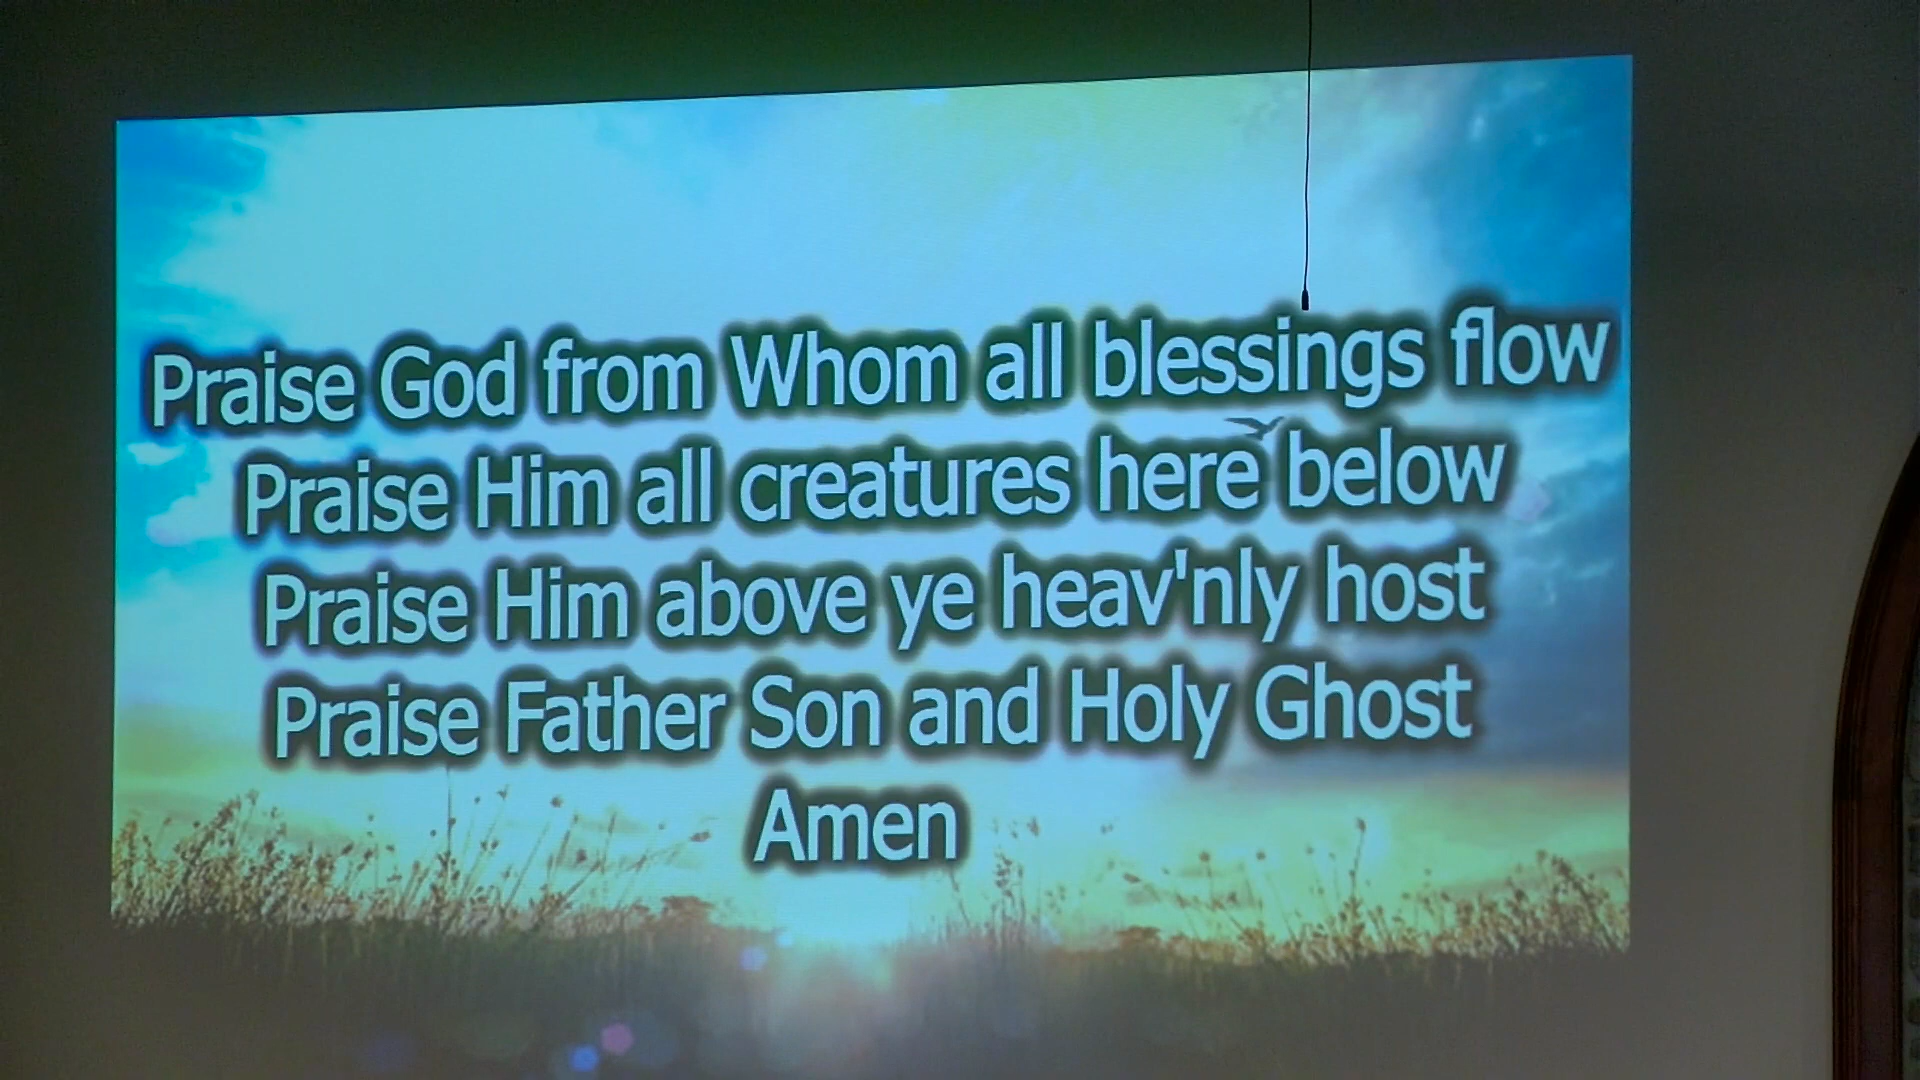 Praise God from Whom all blessings flow
Praise Him all creatures here below
Praise Him above ye heav'nly host
Praise Father Son and Holy Ghost
Amen